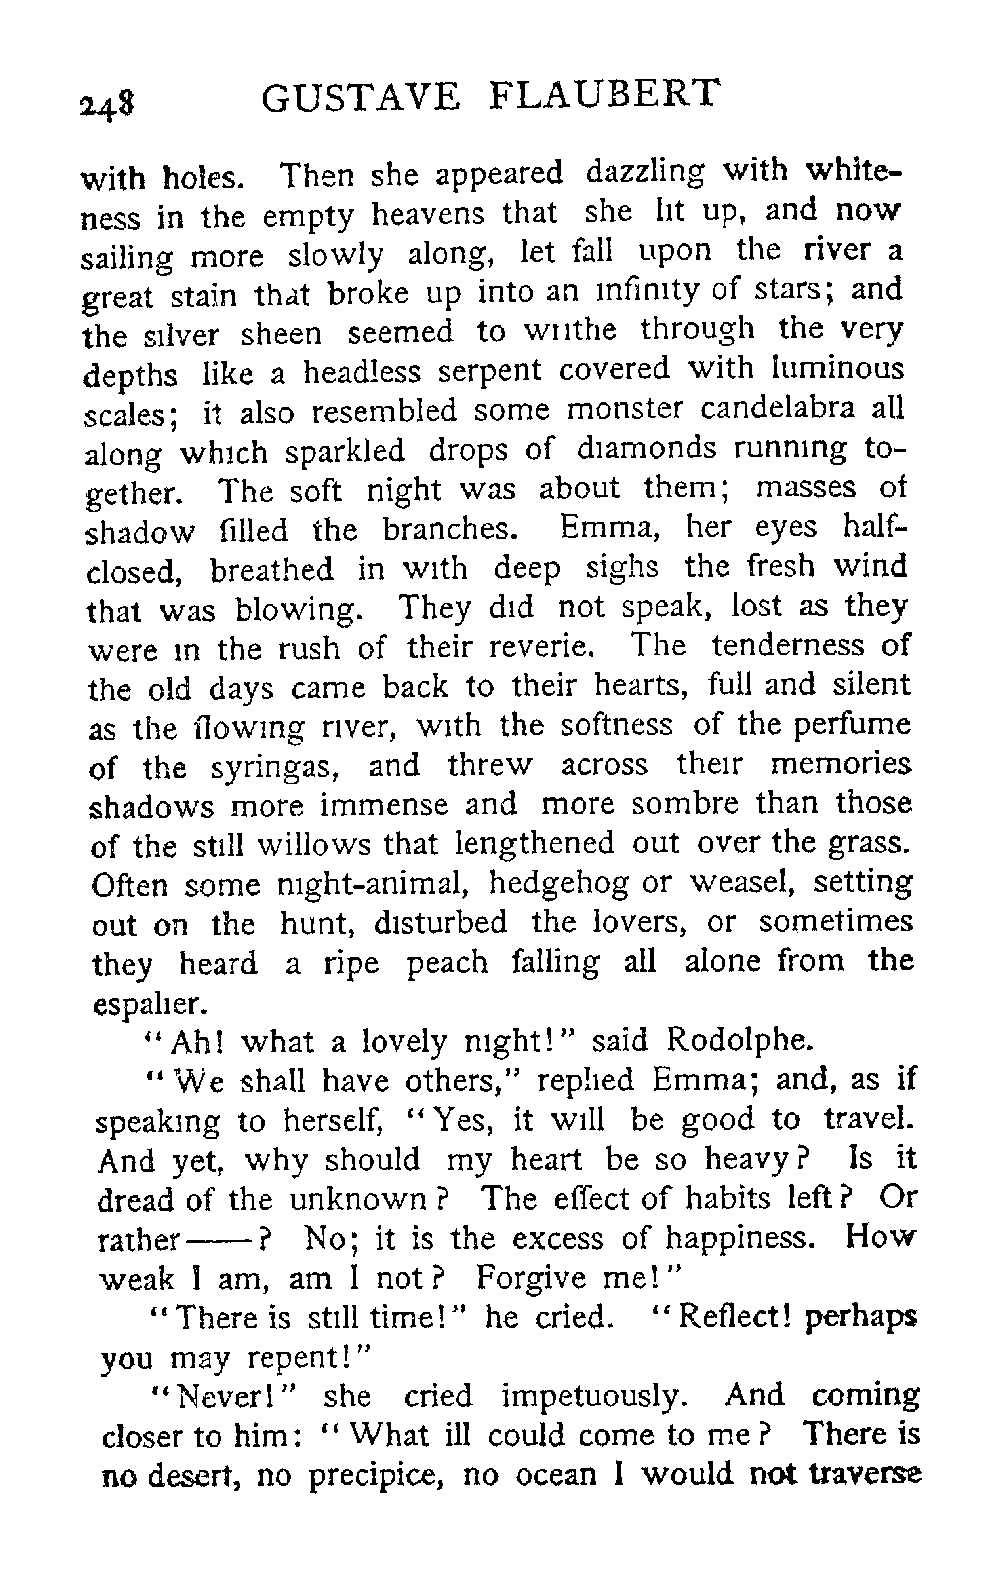 248 GUSTAVE FLAUBERT
with holes. Then she appeared dazzling with white-
ness in the empty heavens that she lit up, and now
sailing more slowly along, let fall upon the river a
great stain that broke up into an infinity of stars; and
the silver sheen seemed to writhe through the very
depths like a headless serpent covered with luminous
scales; it also resembled some monster candelabra all
along which sparkled drops of diamonds running to-
gether. The soft night was about them; masses of
shadow filled the branches. Emma, her eyes half-
closed, breathed in with deep sighs the fresh wind
that was blowing. They did not speak, lost as they
were in the rush of their reverie. The tenderness of
the old days came back to their hearts, full and silent
as the flowing river, with the softness of the perfume
of the syringas, and threw across their memories
shadows more immense and more sombre than those
of the still willows that lengthened out over the grass.
Often some night-animal, hedgehog or weasel, setting
out on the hunt, disturbed the lovers, or sometimes
they heard a ripe peach falling all alone from the
espalier.
"Ah! what a lovely night!" said Rodolphe.
"We shall have others," replied Emma; and, as if
speaking to herself, "Yes, it will be good to travel.
And yet, why should my heart be so heavy? Is it
dread of the unknown? The effect of habits left? Or
rather——? No; it is the excess of happiness. How
weak I am, am I not? Forgive me!"
"There is still time!" he cried. "Reflect! perhaps
you may repent!"
"Never!" she cried impetuously. And coming
closer to him: "What ill could come to me? There is
no desert, no precipice, no ocean I would not traverse